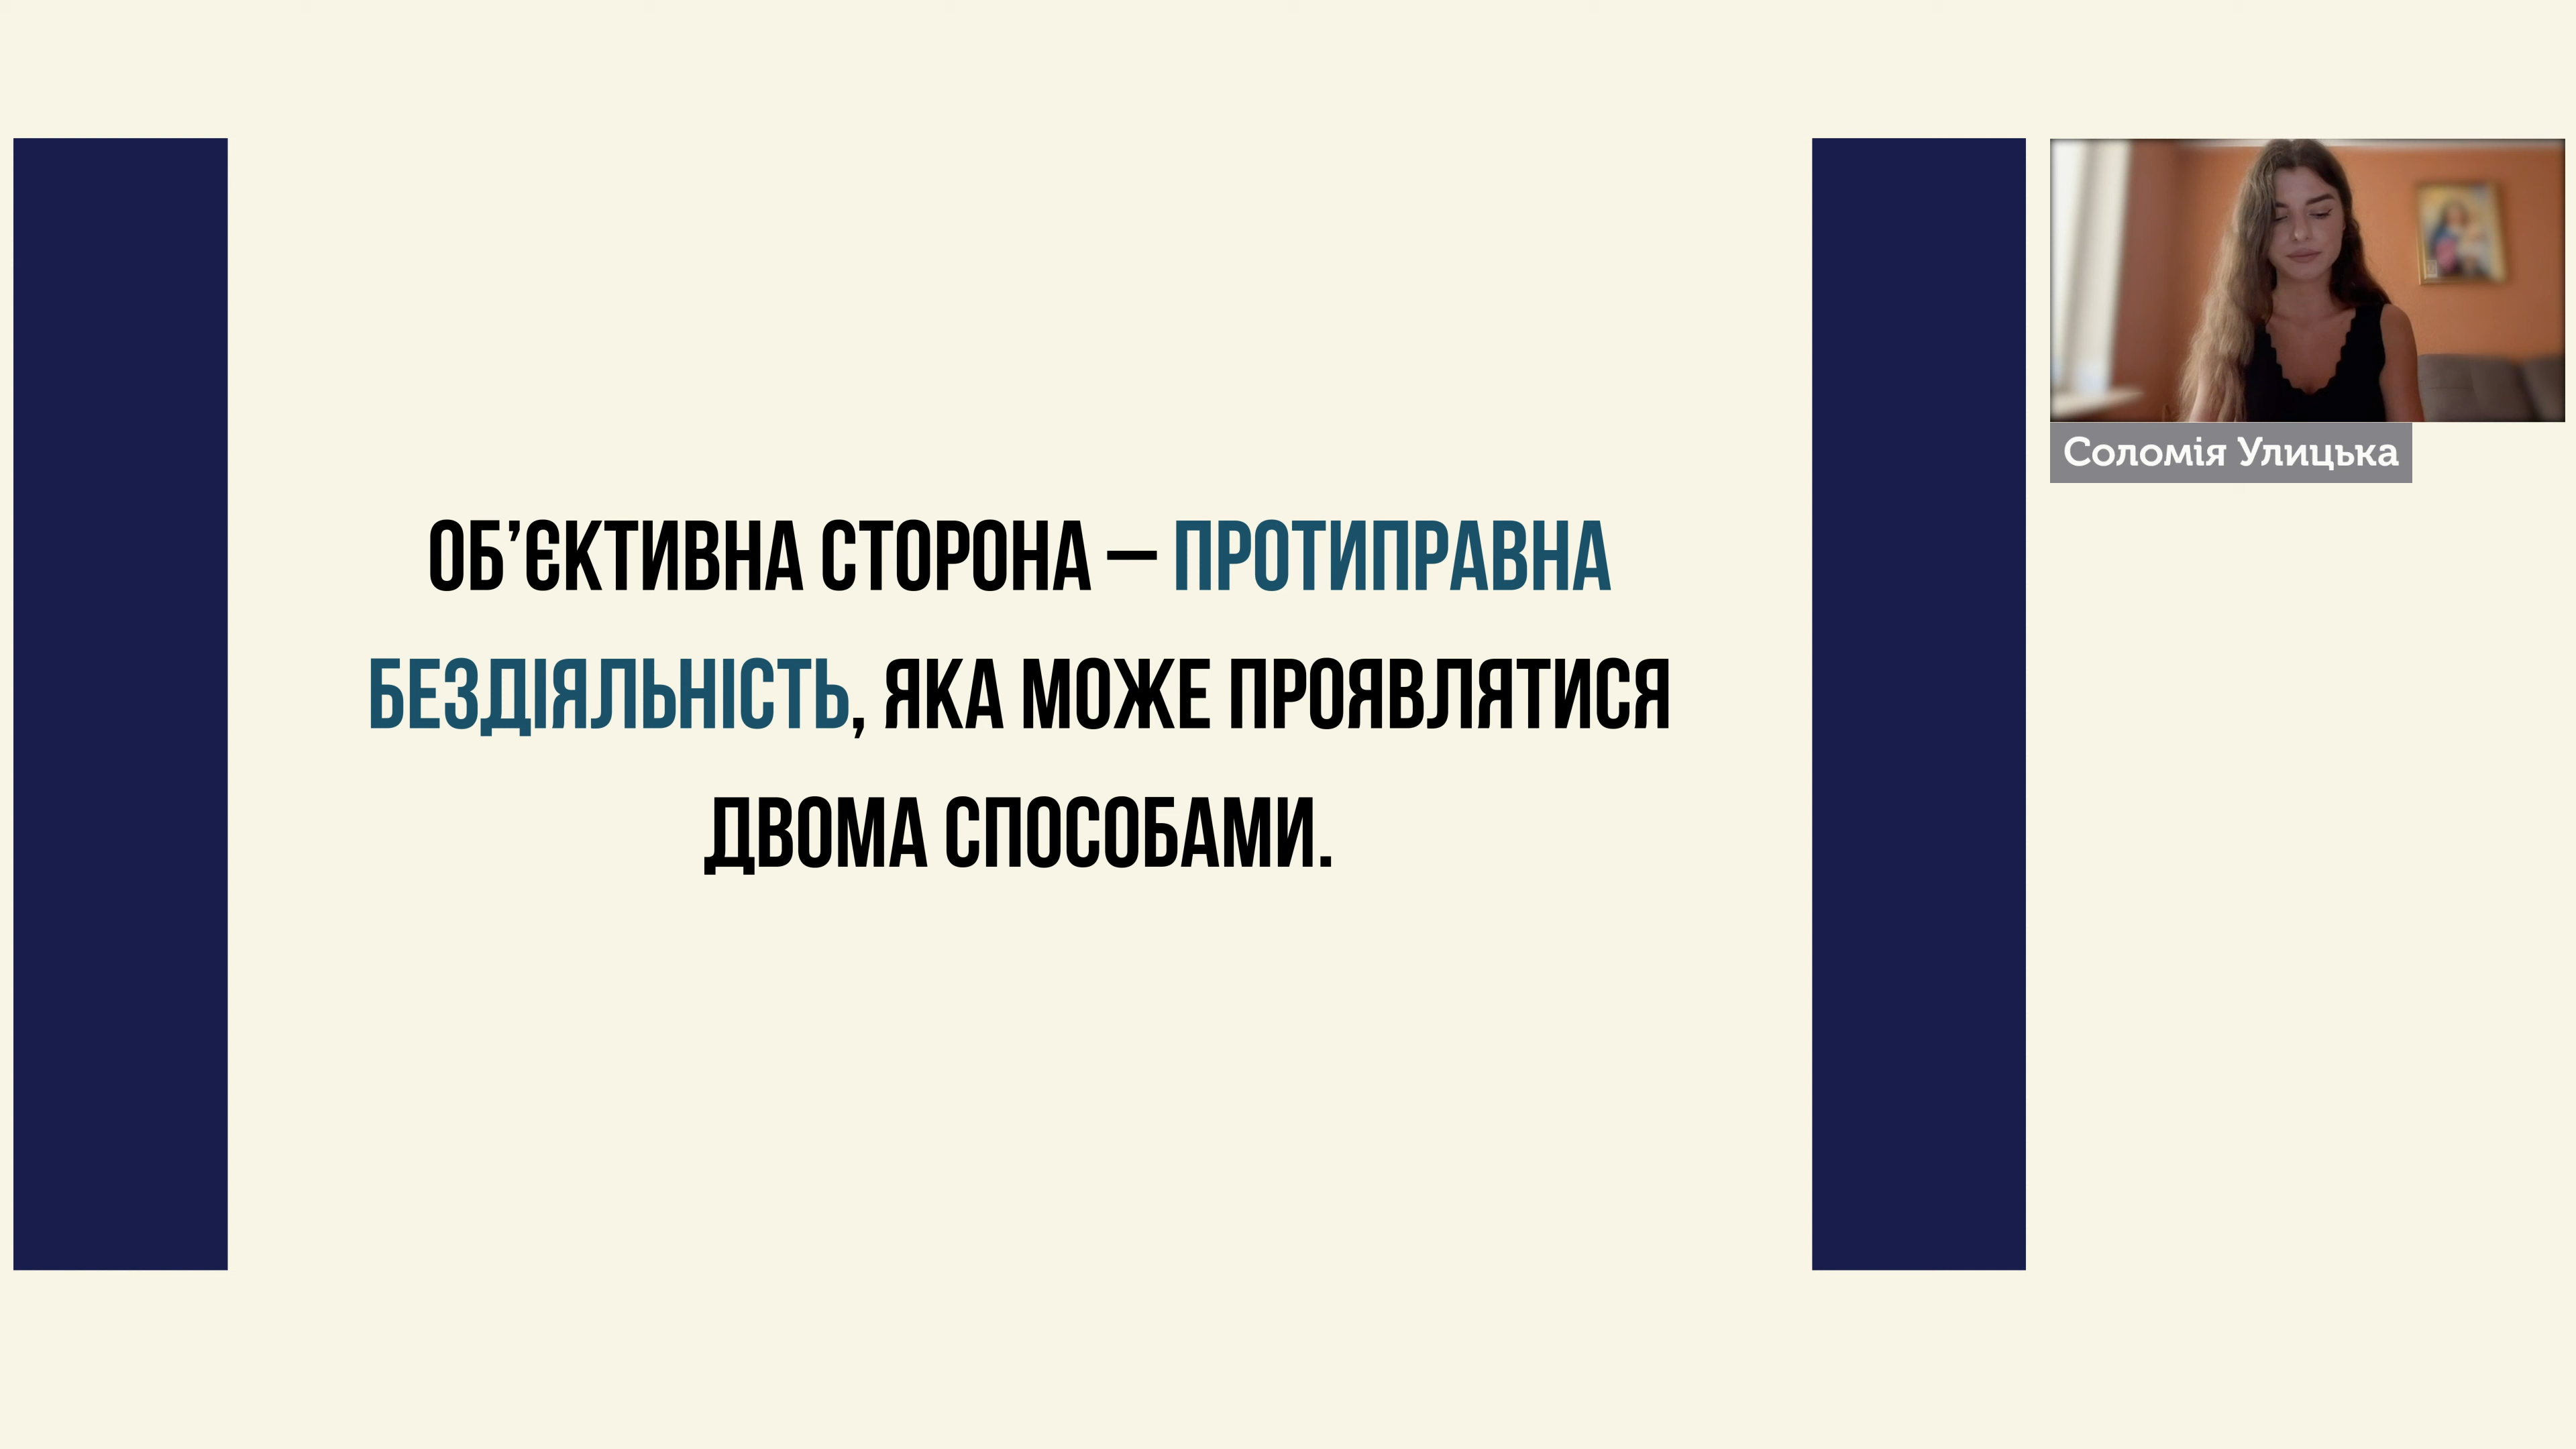 ОБ’ЄКТИВНА СТОРОНА – ПРОТИПРАВНА
БЕЗДІЯЛЬНІСТЬ, ЯКА МОЖЕ ПРОЯВЛЯТИСЯ
ДВОМА СПОСОБАМИ.
Соломія Улицька